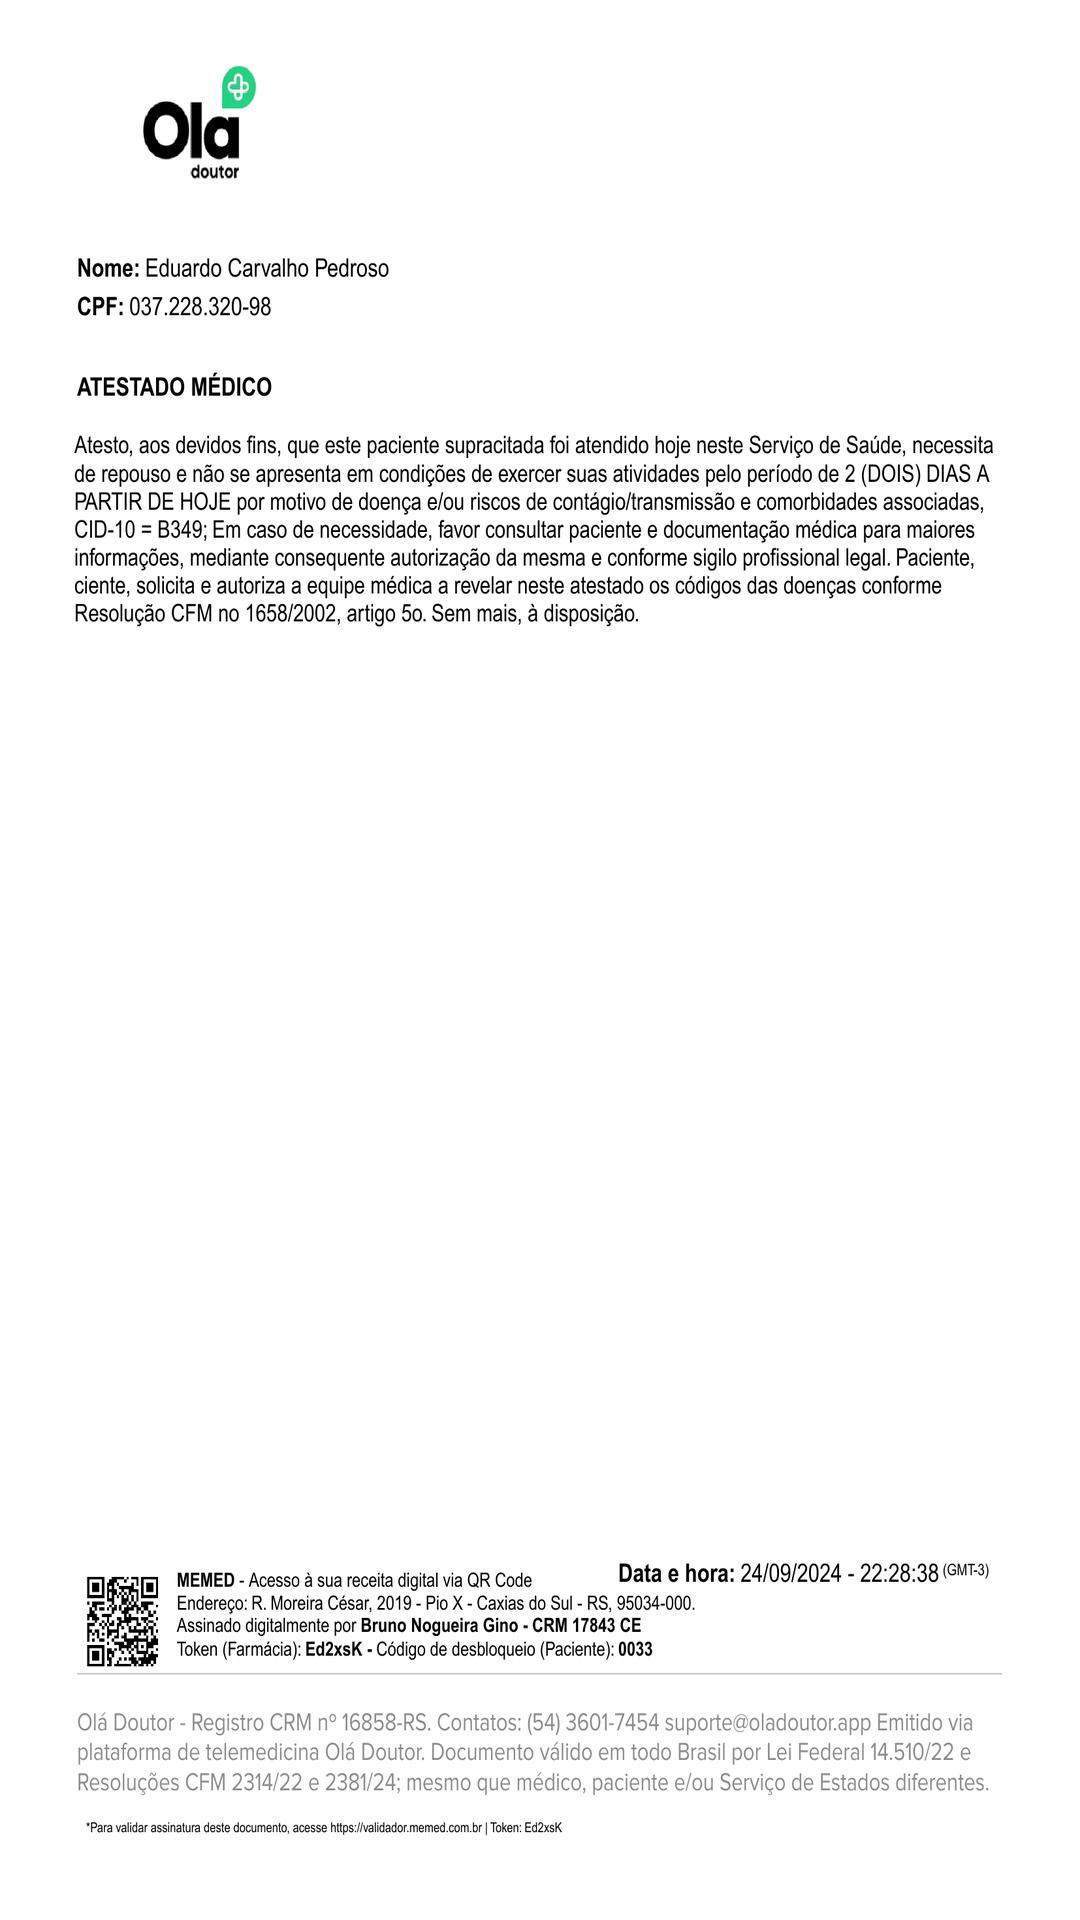 Ola
doutor
Nome: Eduardo Carvalho Pedroso
CPF: 037.228.320-98
ATESTADO MÉDICO
Atesto, aos devidos fins, que este paciente supracitada foi atendido hoje neste Serviço de Saúde, necessita
de repouso e não se apresenta em condições de exercer suas atividades pelo período de 2 (DOIS) DIAS A
PARTIR DE HOJE por motivo de doença e/ou riscos de contágio/transmissão e comorbidades associadas,
CID-10 = B349; Em caso de necessidade, favor consultar paciente e documentação médica para maiores
informações, mediante consequente autorização da mesma e conforme sigilo profissional legal. Paciente,
ciente, solicita e autoriza a equipe médica a revelar neste atestado os códigos das doenças conforme
Resolução CFM no 1658/2002, artigo 5o. Sem mais, à disposição.
Data e hora: 24/09/2024 - 22:28:38 (GMT-3)
MEMED - Acesso à sua receita digital via QR Code
Endereço: R. Moreira César, 2019 - Pio X - Caxias do Sul - RS, 95034-000.
Assinado digitalmente por Bruno Nogueira Gino - CRM 17843 CE
Token (Farmácia): Ed2xsK - Código de desbloqueio (Paciente): 0033
Olá Doutor - Registro CRM nº 16858-RS. Contatos: (54) 3601-7454 suporte@oladoutor.app Emitido via
plataforma de telemedicina Olá Doutor. Documento válido em todo Brasil por Lei Federal 14.510/22 e
Resoluções CFM 2314/22 e 2381/24; mesmo que médico, paciente e/ou Serviço de Estados diferentes.
*Para validar assinatura deste documento, acesse https://validador.memed.com.br | Token: Ed2xsK